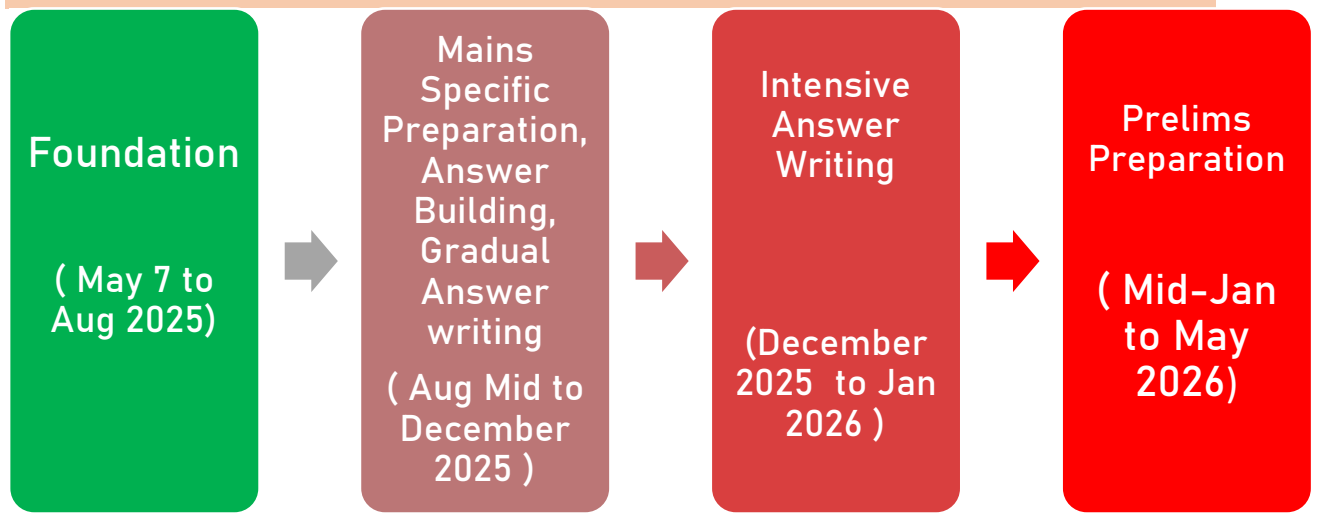 Foundation
( May 7 to
Aug 2025)
Mains
Specific
Preparation,
Answer
Building,
Gradual
Answer
writing
( Aug Mid to
December
2025 )
Intensive
Answer
Writing
(December
2025 to Jan
2026 )
Prelims
Preparation
( Mid-Jan
to May
2026)